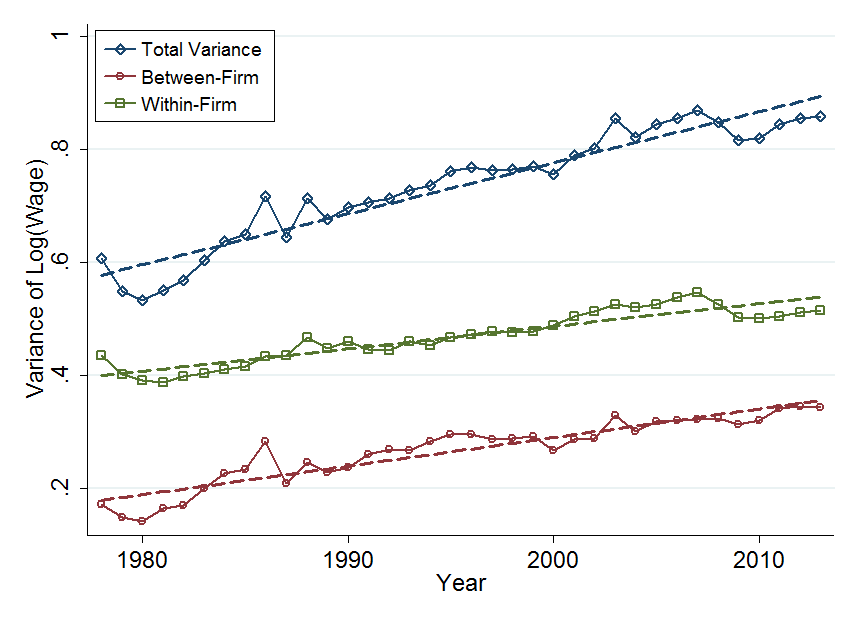 Total Variance
Between-Firm
Within-Firm
Variance of Log(Wage)
1
.8
.6
.4
.2
1980 1990 2000 2010
Year